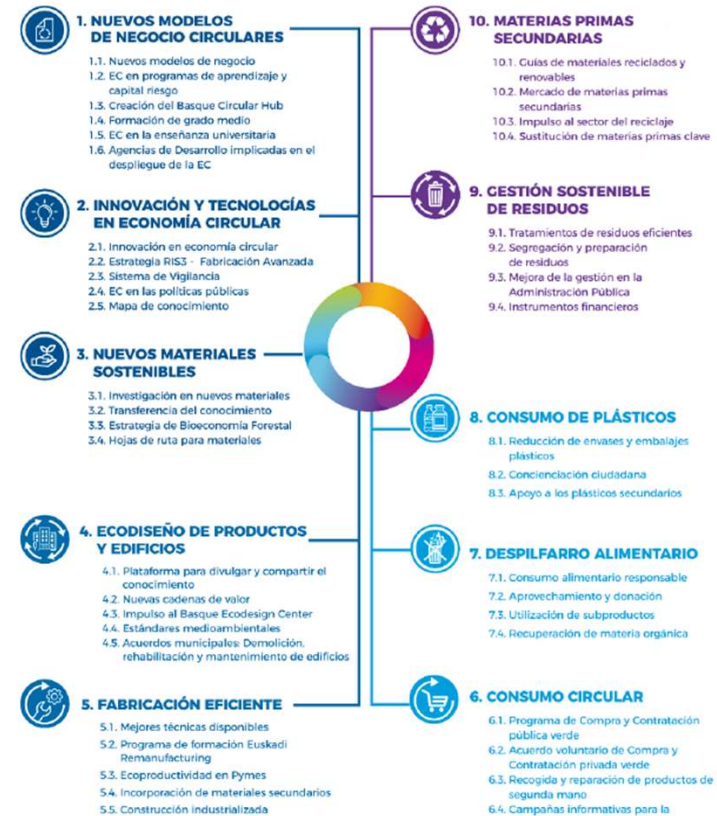 1. NUEVOS MODELOS
DE NEGOCIO CIRCULARES
1.1. Nuevos modelos de negocio
1.2. EC en programas de aprendizaje y
capital riesgo
1.3. Creación del Basque Circular Hub
1.4. Formación de grado medio
1.5. EC en la enseñanza universitaria
1.6. Agencias de Desarrollo implicadas en el
despliegue de la EC
2. INNOVACIÓN Y TECNOLOGÍAS
EN ECONOMÍA CIRCULAR
2.1. Innovación en economía circular
2.2. Estrategia RIS3 - Fabricación Avanzada
2.3. Sistema de Vigilancia
2.4. EC en las políticas públicas
2.5. Mapa de conocimiento
3. NUEVOS MATERIALES
SOSTENIBLES
3.1. Investigación en nuevos materiales
3.2. Transferencia del conocimiento
3.3. Estrategia de Bioeconomía Forestal
3.4. Hojas de ruta para materiales
4. ECODISEÑO DE PRODUCTOS
Y EDIFICIOS
4.1. Plataforma para divulgar y compartir el
conocimiento
4.2. Nuevas cadenas de valor
4.3. Impulso al Basque Ecodesign Center
4.4. Estándares medioambientales
4.5. Acuerdos municipales: Demolición,
rehabilitación y mantenimiento de edificios
5. FABRICACIÓN EFICIENTE
5.1. Mejores técnicas disponibles
5.2. Programa de formación Euskadi
Remanufacturing
5.3. Ecoproductividad en Pymes
5.4. Incorporación de materiales secundarios
5.5. Construcción industrializada
10. MATERIAS PRIMAS
SECUNDARIAS
10.1. Guías de materiales reciclados y
renovables
10.2. Mercado de materias primas
secundarias
10.3. Impulso al sector del reciclaje
10.4. Sustitución de materias primas clave
9. GESTIÓN SOSTENIBLE
DE RESIDUOS
9.1. Tratamientos de residuos eficientes
9.2. Segregación y preparación
de residuos
9.3. Mejora de la gestión en la
Administración Pública
9.4. Instrumentos financieros
8. CONSUMO DE PLÁSTICOS
8.1. Reducción de envases y embalajes
plásticos
8.2. Concienciación ciudadana
8.3. Apoyo a los plásticos secundarios
7. DESPILFARRO ALIMENTARIO
7.1. Consumo alimentario responsable
7.2. Aprovechamiento y donación
7.3. Utilización de subproductos
7.4. Recuperación de materia orgánica
6. CONSUMO CIRCULAR
6.1. Programa de Compra y Contratación
pública verde
6.2. Acuerdo voluntario de Compra y
Contratación privada verde
6.3. Recogida y reparación de productos de
segunda mano
6.4. Campañas informativas para la